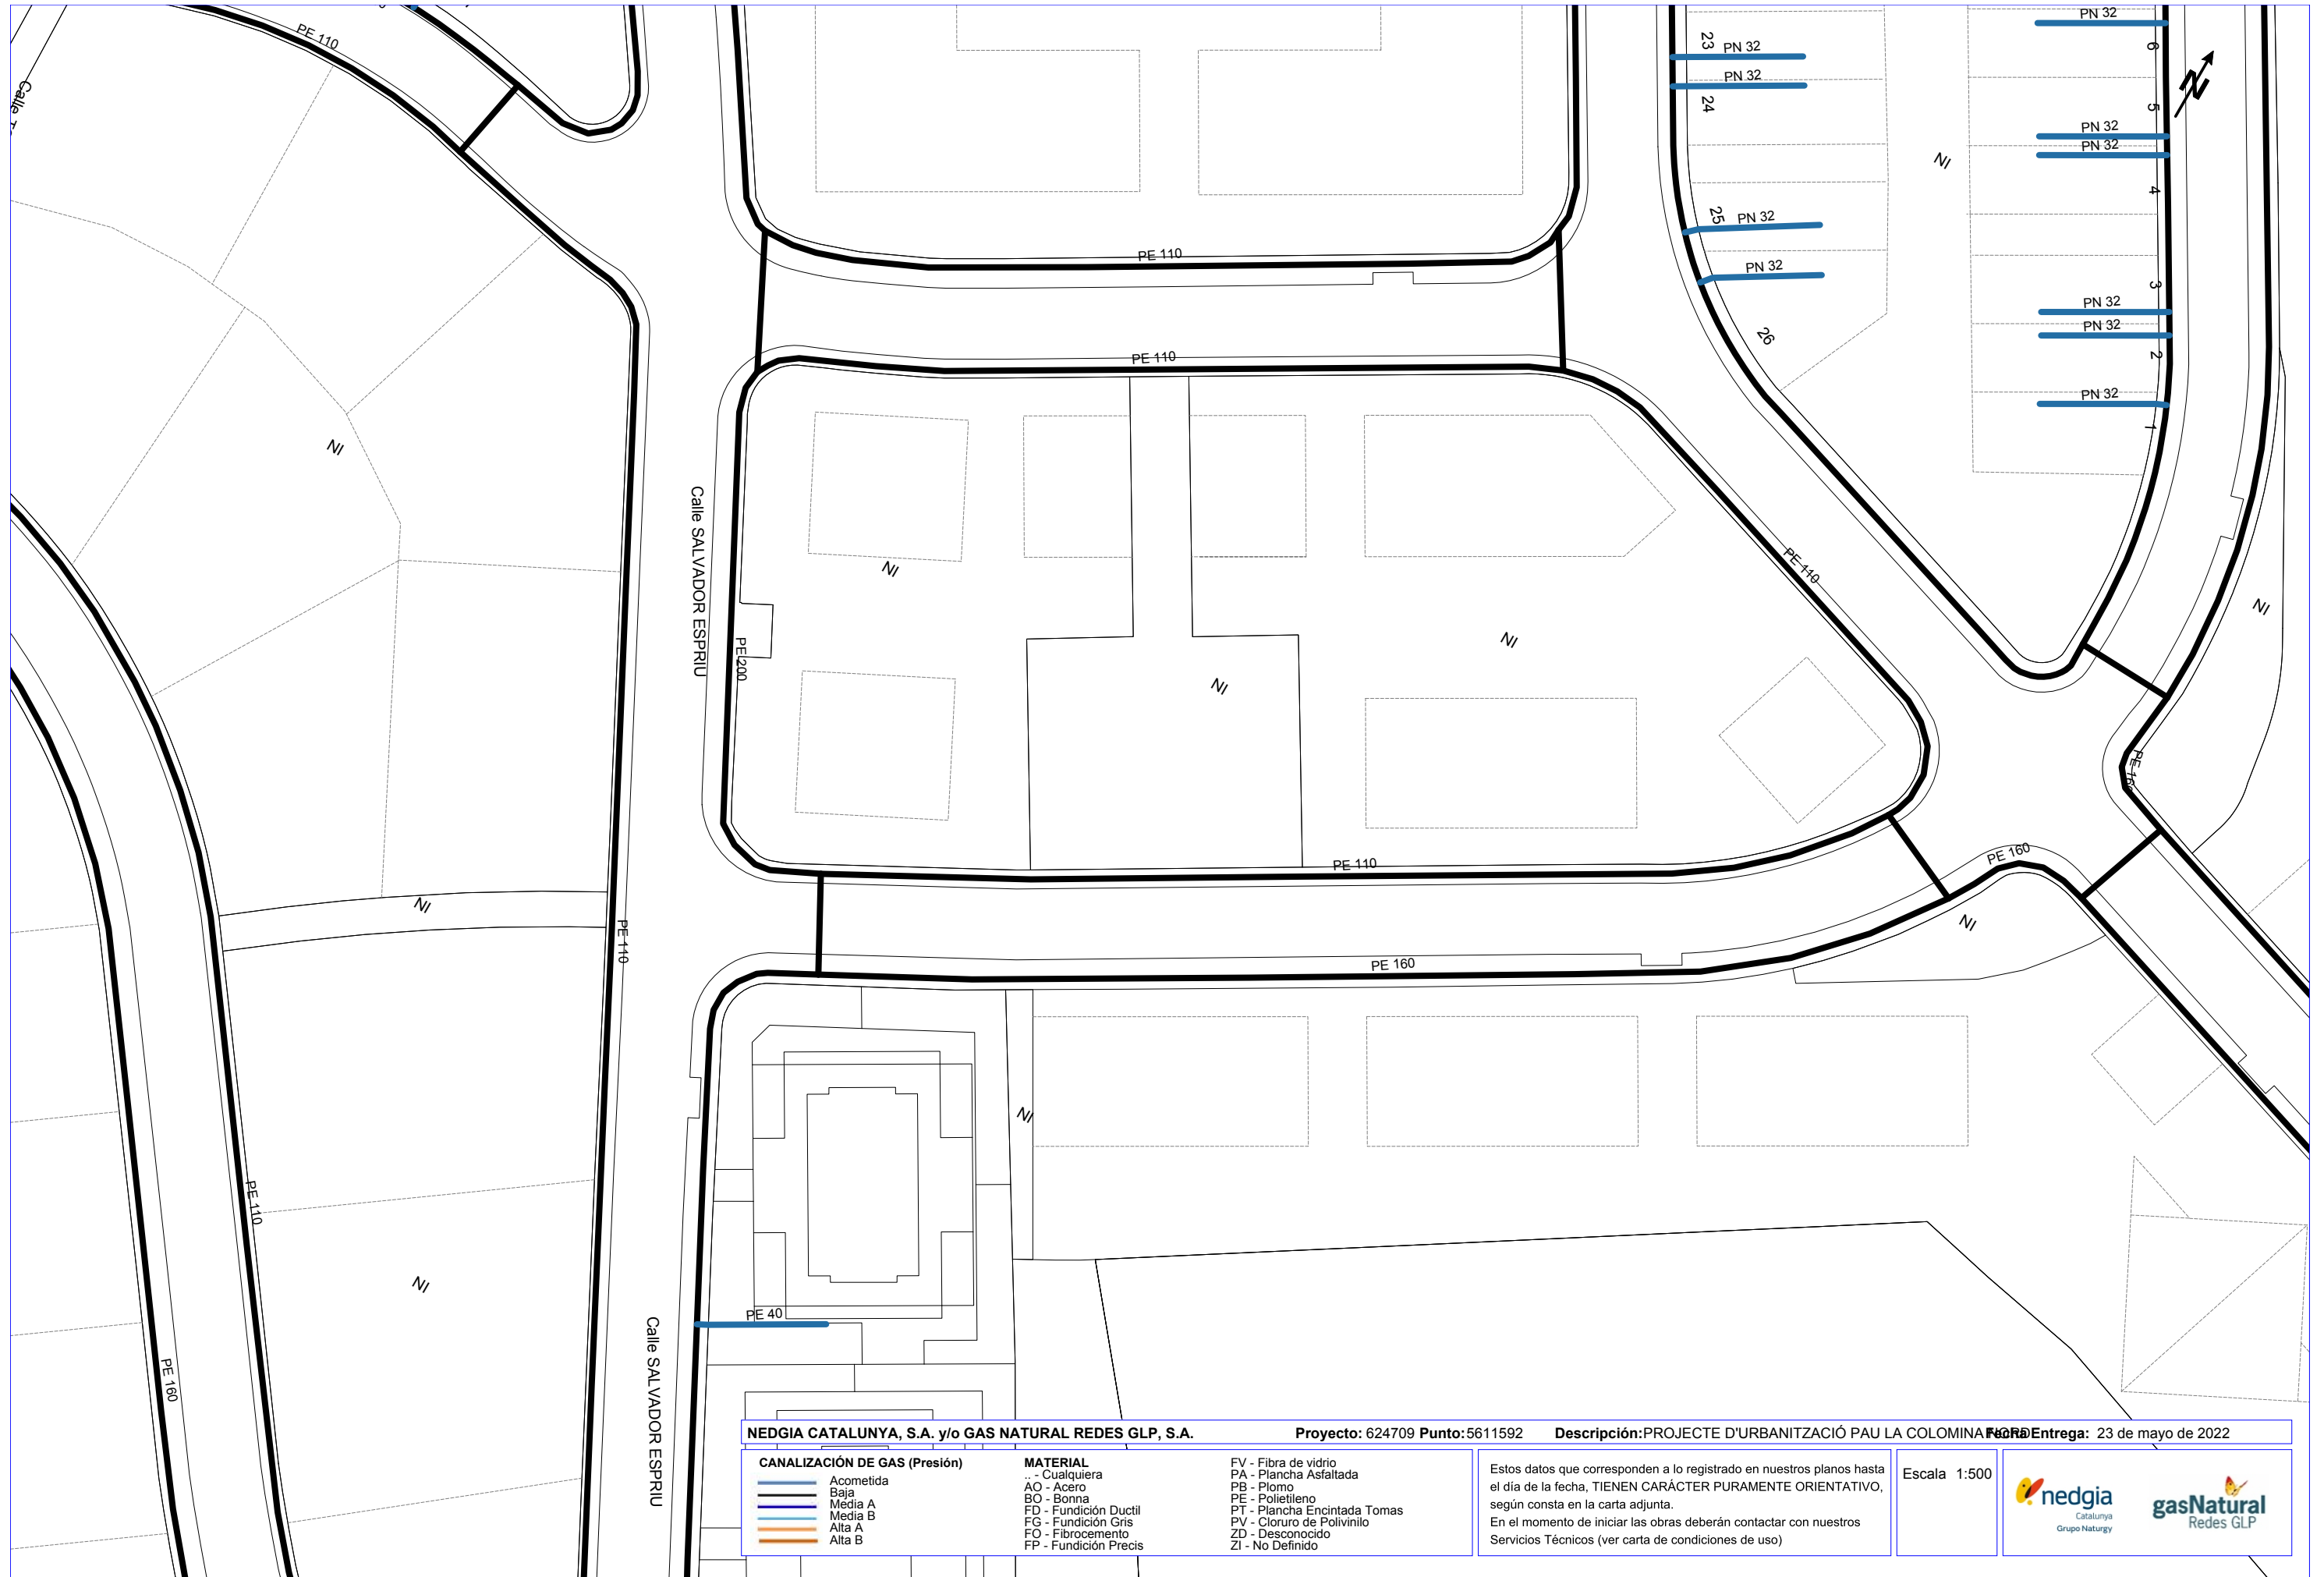 PE 110
PN 32
23
PN 32
6
N
PN 32
24
5
PN 32
PN 32
NI
4
25
PN 32
PE 110
PN 32
3
PN 32
26
PN 32
2
PE 110
PN 32
1
NI
Calle SALVADOR ESPRIU
PE 110
NI
NI
NI
PE 200
NI
PE 160
PE 110
PE 160
NI
NI
PE 110
PE 160
NI
PE 110
NI
PE 40
Calle SALVADOR ESPRIU
PE 160
NEDGIA CATALUNYA, S.A. y/o GAS NATURAL REDES GLP, S.A. Proyecto: 624709 Punto:5611592 Descripción:PROJECTE D'URBANITZACIÓ PAU LA COLOMINA NORD Fecha Entrega: 23 de mayo de 2022
CANALIZACIÓN DE GAS (Presión)
Acometida
Baja
Media A
Media B
Alta A
Alta B
MATERIAL
.. - Cualquiera
AO - Acero
BO - Bonna
FD - Fundición Ductil
FG - Fundición Gris
FO - Fibrocemento
FP - Fundición Precis
FV - Fibra de vidrio
PA - Plancha Asfaltada
PB - Plomo
PE - Polietileno
PT - Plancha Encintada Tomas
PV - Cloruro de Polivinilo
ZD - Desconocido
ZI - No Definido
Estos datos que corresponden a lo registrado en nuestros planos hasta
el día de la fecha, TIENEN CARÁCTER PURAMENTE ORIENTATIVO,
según consta en la carta adjunta.
En el momento de iniciar las obras deberán contactar con nuestros
Servicios Técnicos (ver carta de condiciones de uso)
Escala 1:500
nedgia
Catalunya
Grupo Naturgy
gasNatural
Redes GLP